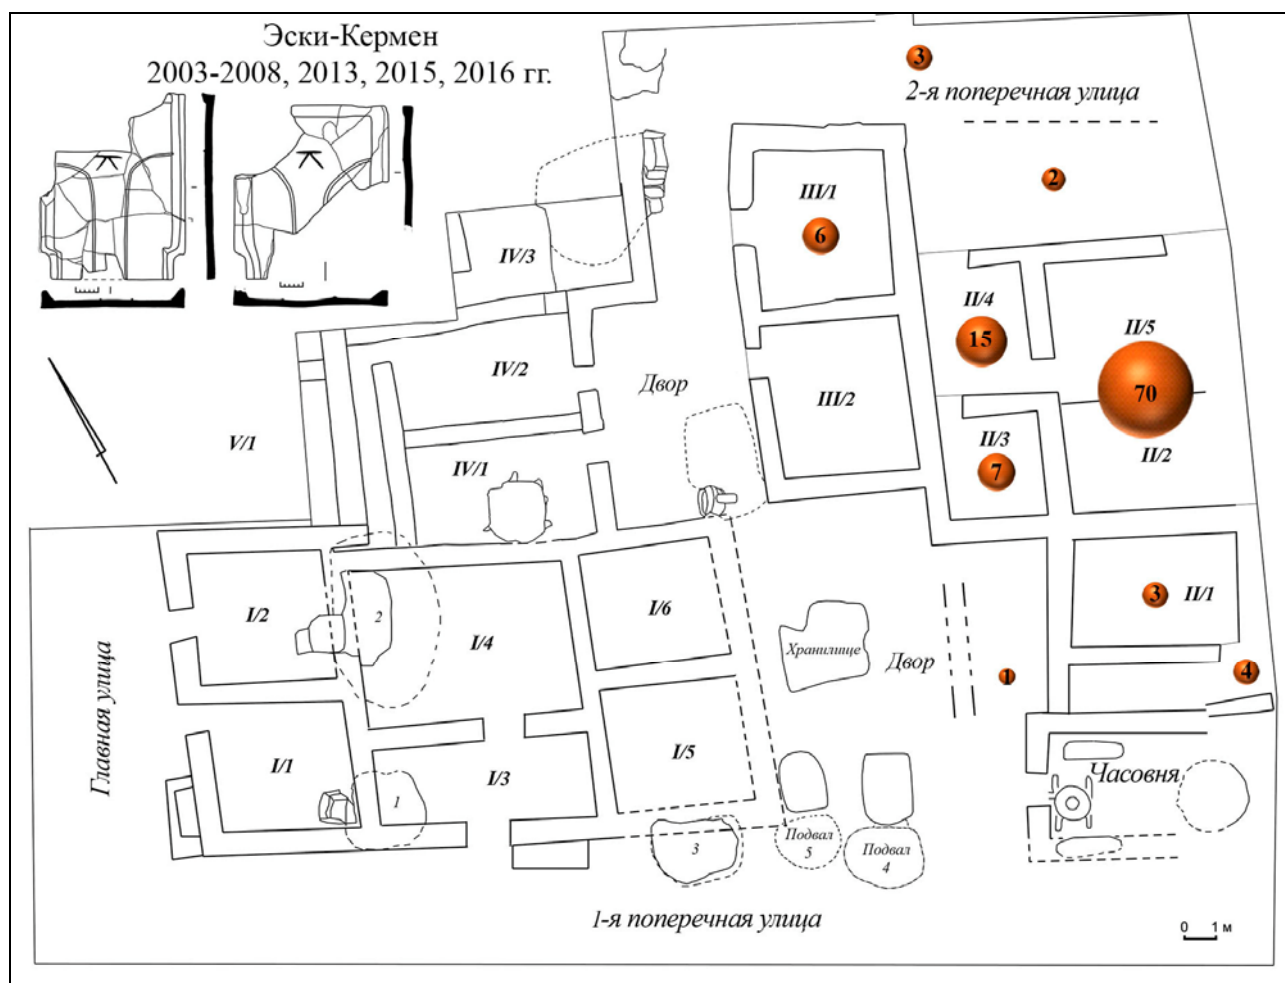 Эски-Кермен
2003-2008, 2013, 2015, 2016 гг.
3
2-я поперечная улица
2
III/1
6
IV/3
II/4
15
II/5
70
IV/2
Двор
III/2
V/1
IV/1
II/3
7
II/2
I/2
2
I/6
I/4
3
II/1
Хранилище
Двор
1
4
Главная улица
I/1
1
I/3
I/5
Часовня
3
Подвал
5
Подвал
4
1-я поперечная улица
0 1 м